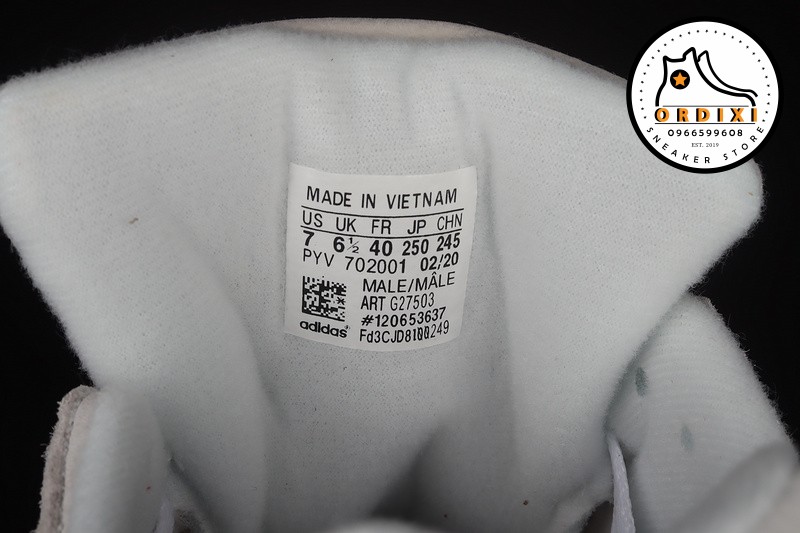 MADE IN VIETNAM
US UK FR JP CHN
7 6½ 40 250 245
PYV 702001 02/20
MALE/MÂLE
ART G27503
#120653637
adidas Fd3CJD8100249
ORDIXI
0966599608
EST. 2019
SNEAKER STORE